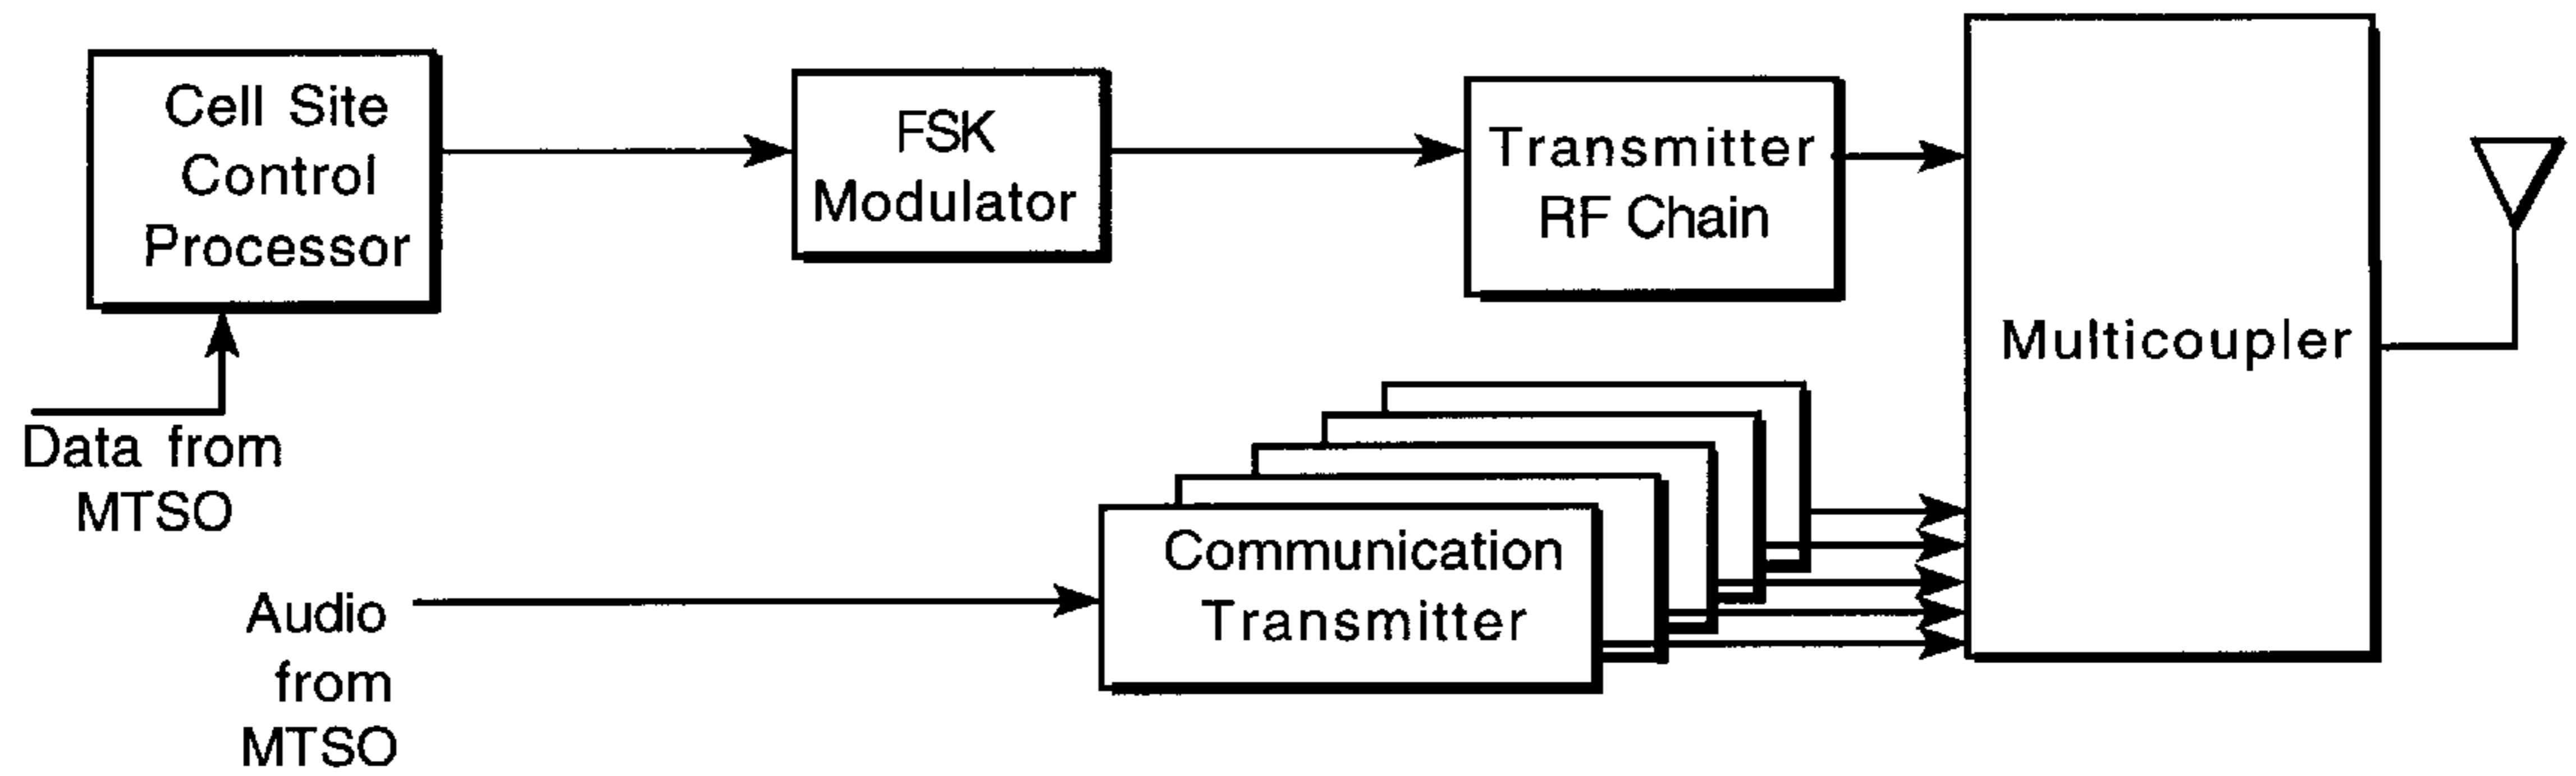 Cell Site
Control
Processor
FSK
Modulator
Transmitter
RF Chain
Multicoupler
Data from
MTSO
Communication
Transmitter
Audio
from
MTSO